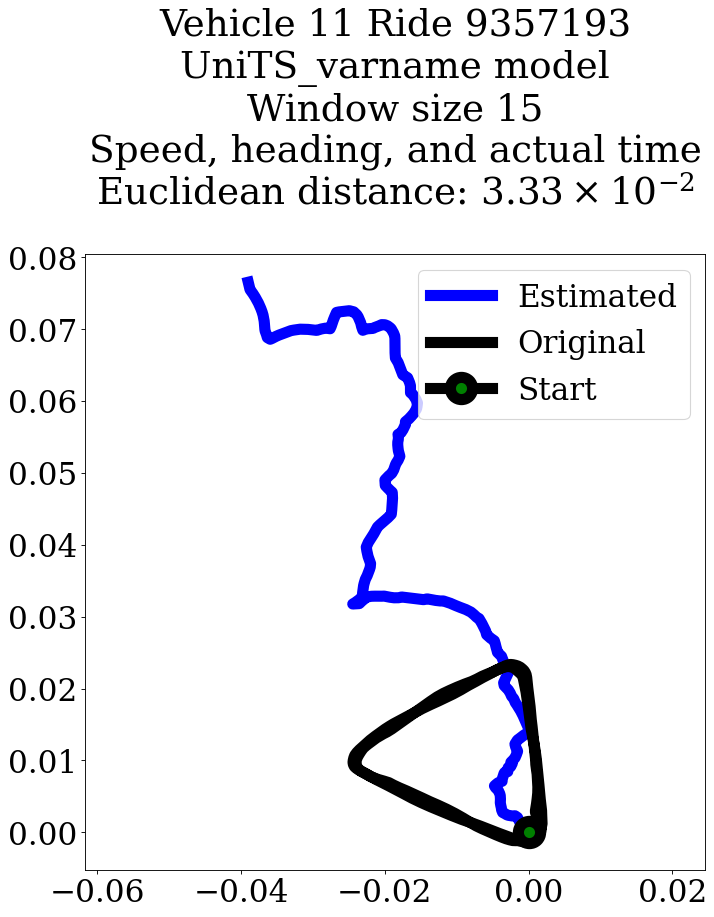 Vehicle 11 Ride 9357193
UniTS_varname model
Window size 15
Speed, heading, and actual time
Euclidean distance: 3.33 × 10⁻²
0.08
0.07
0.06
0.05
0.04
0.03
0.02
0.01
0.00
Estimated
Original
Start
−0.06 −0.04 −0.02 0.00 0.02